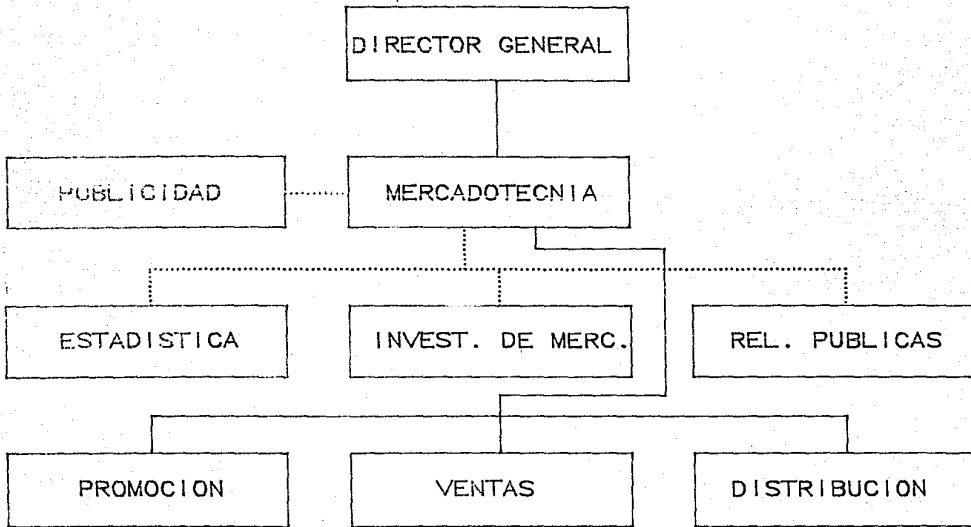 DIRECTOR GENERAL
PUBLICIDAD
MERCADOTECNIA
ESTADISTICA
INVEST. DE MERC.
REL. PUBLICAS
PROMOCION
VENTAS
DISTRIBUCION